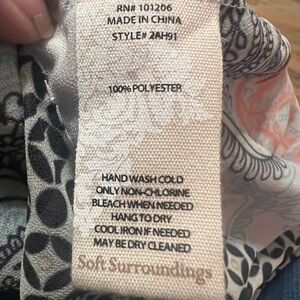 RN# 101206
MADE IN CHINA
STYLE# 2AH91
100% POLYESTER
HAND WASH COLD
ONLY NON-CHLORINE
BLEACH WHEN NEEDED
HANG TO DRY
COOL IRON IF NEEDED
MAY BE DRY CLEANED
Soft Surroundings